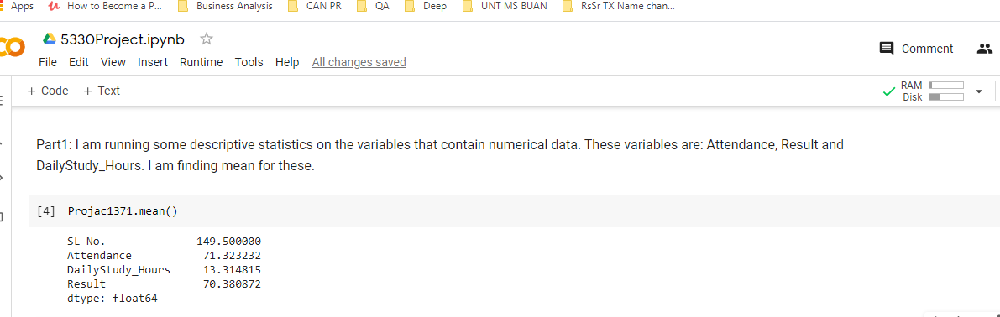 Apps How to Become a P... Business Analysis CAN PR QA Deep UNT MS BUAN RsSr TX Name chan...
5330Project.ipynb
Comment
File Edit View Insert Runtime Tools Help All changes saved
+ Code + Text
RAM
Disk
Part1: I am running some descriptive statistics on the variables that contain numerical data. These variables are: Attendance, Result and
DailyStudy_Hours. I am finding mean for these.
[4] Projac1371.mean()
SL No. 149.500000
Attendance 71.323232
DailyStudy_Hours 13.314815
Result 70.380872
dtype: float64